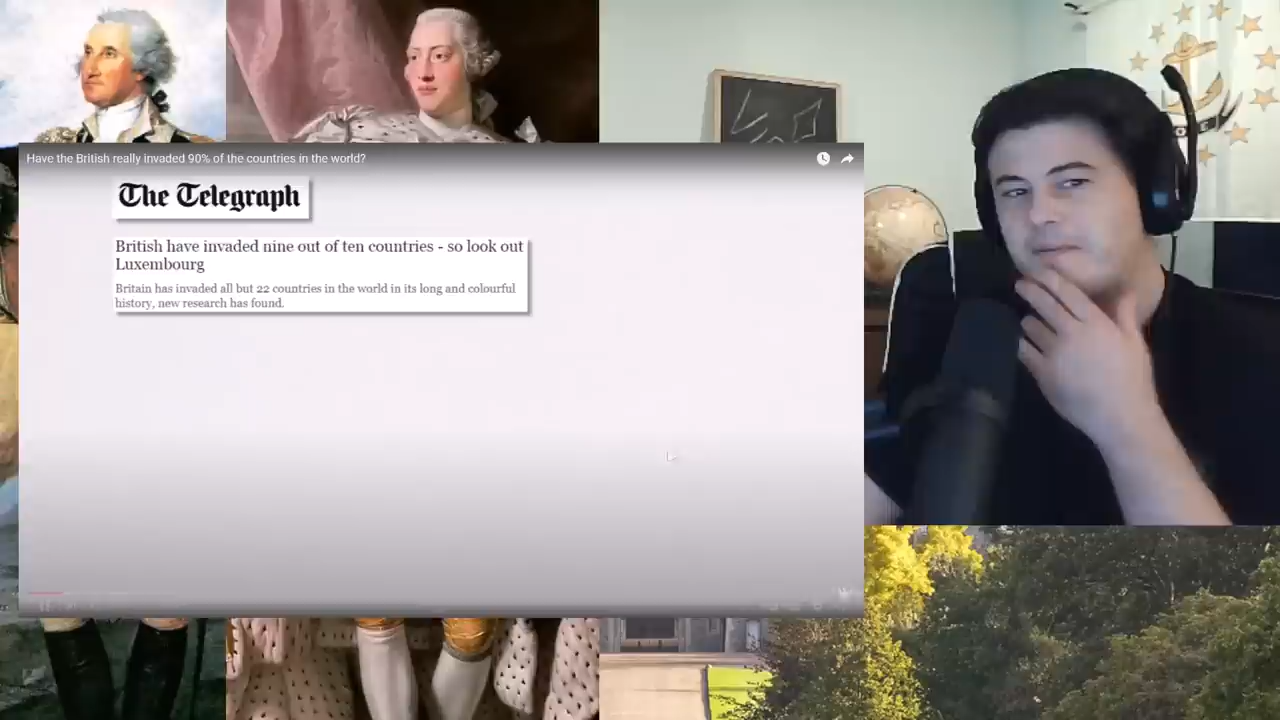 Have the British really invaded 90% of the countries in the world?
The Telegraph
British have invaded nine out of ten countries - so look out
Luxembourg
Britain has invaded all but 22 countries in the world in its long and colourful
history, new research has found.